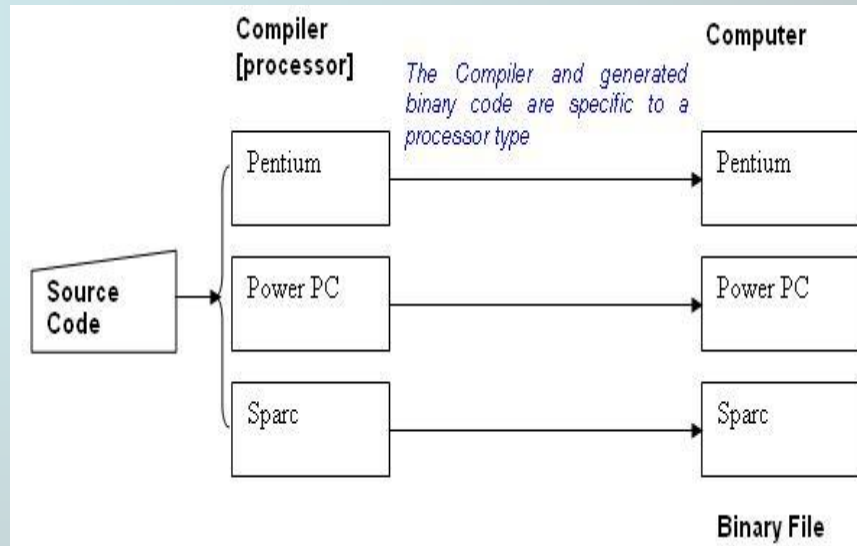 Compiler
[processor]
Computer
The Compiler and generated
binary code are specific to a
processor type
Pentium
Pentium
Source
Code
Power PC
Power PC
Sparc
Sparc
Binary File